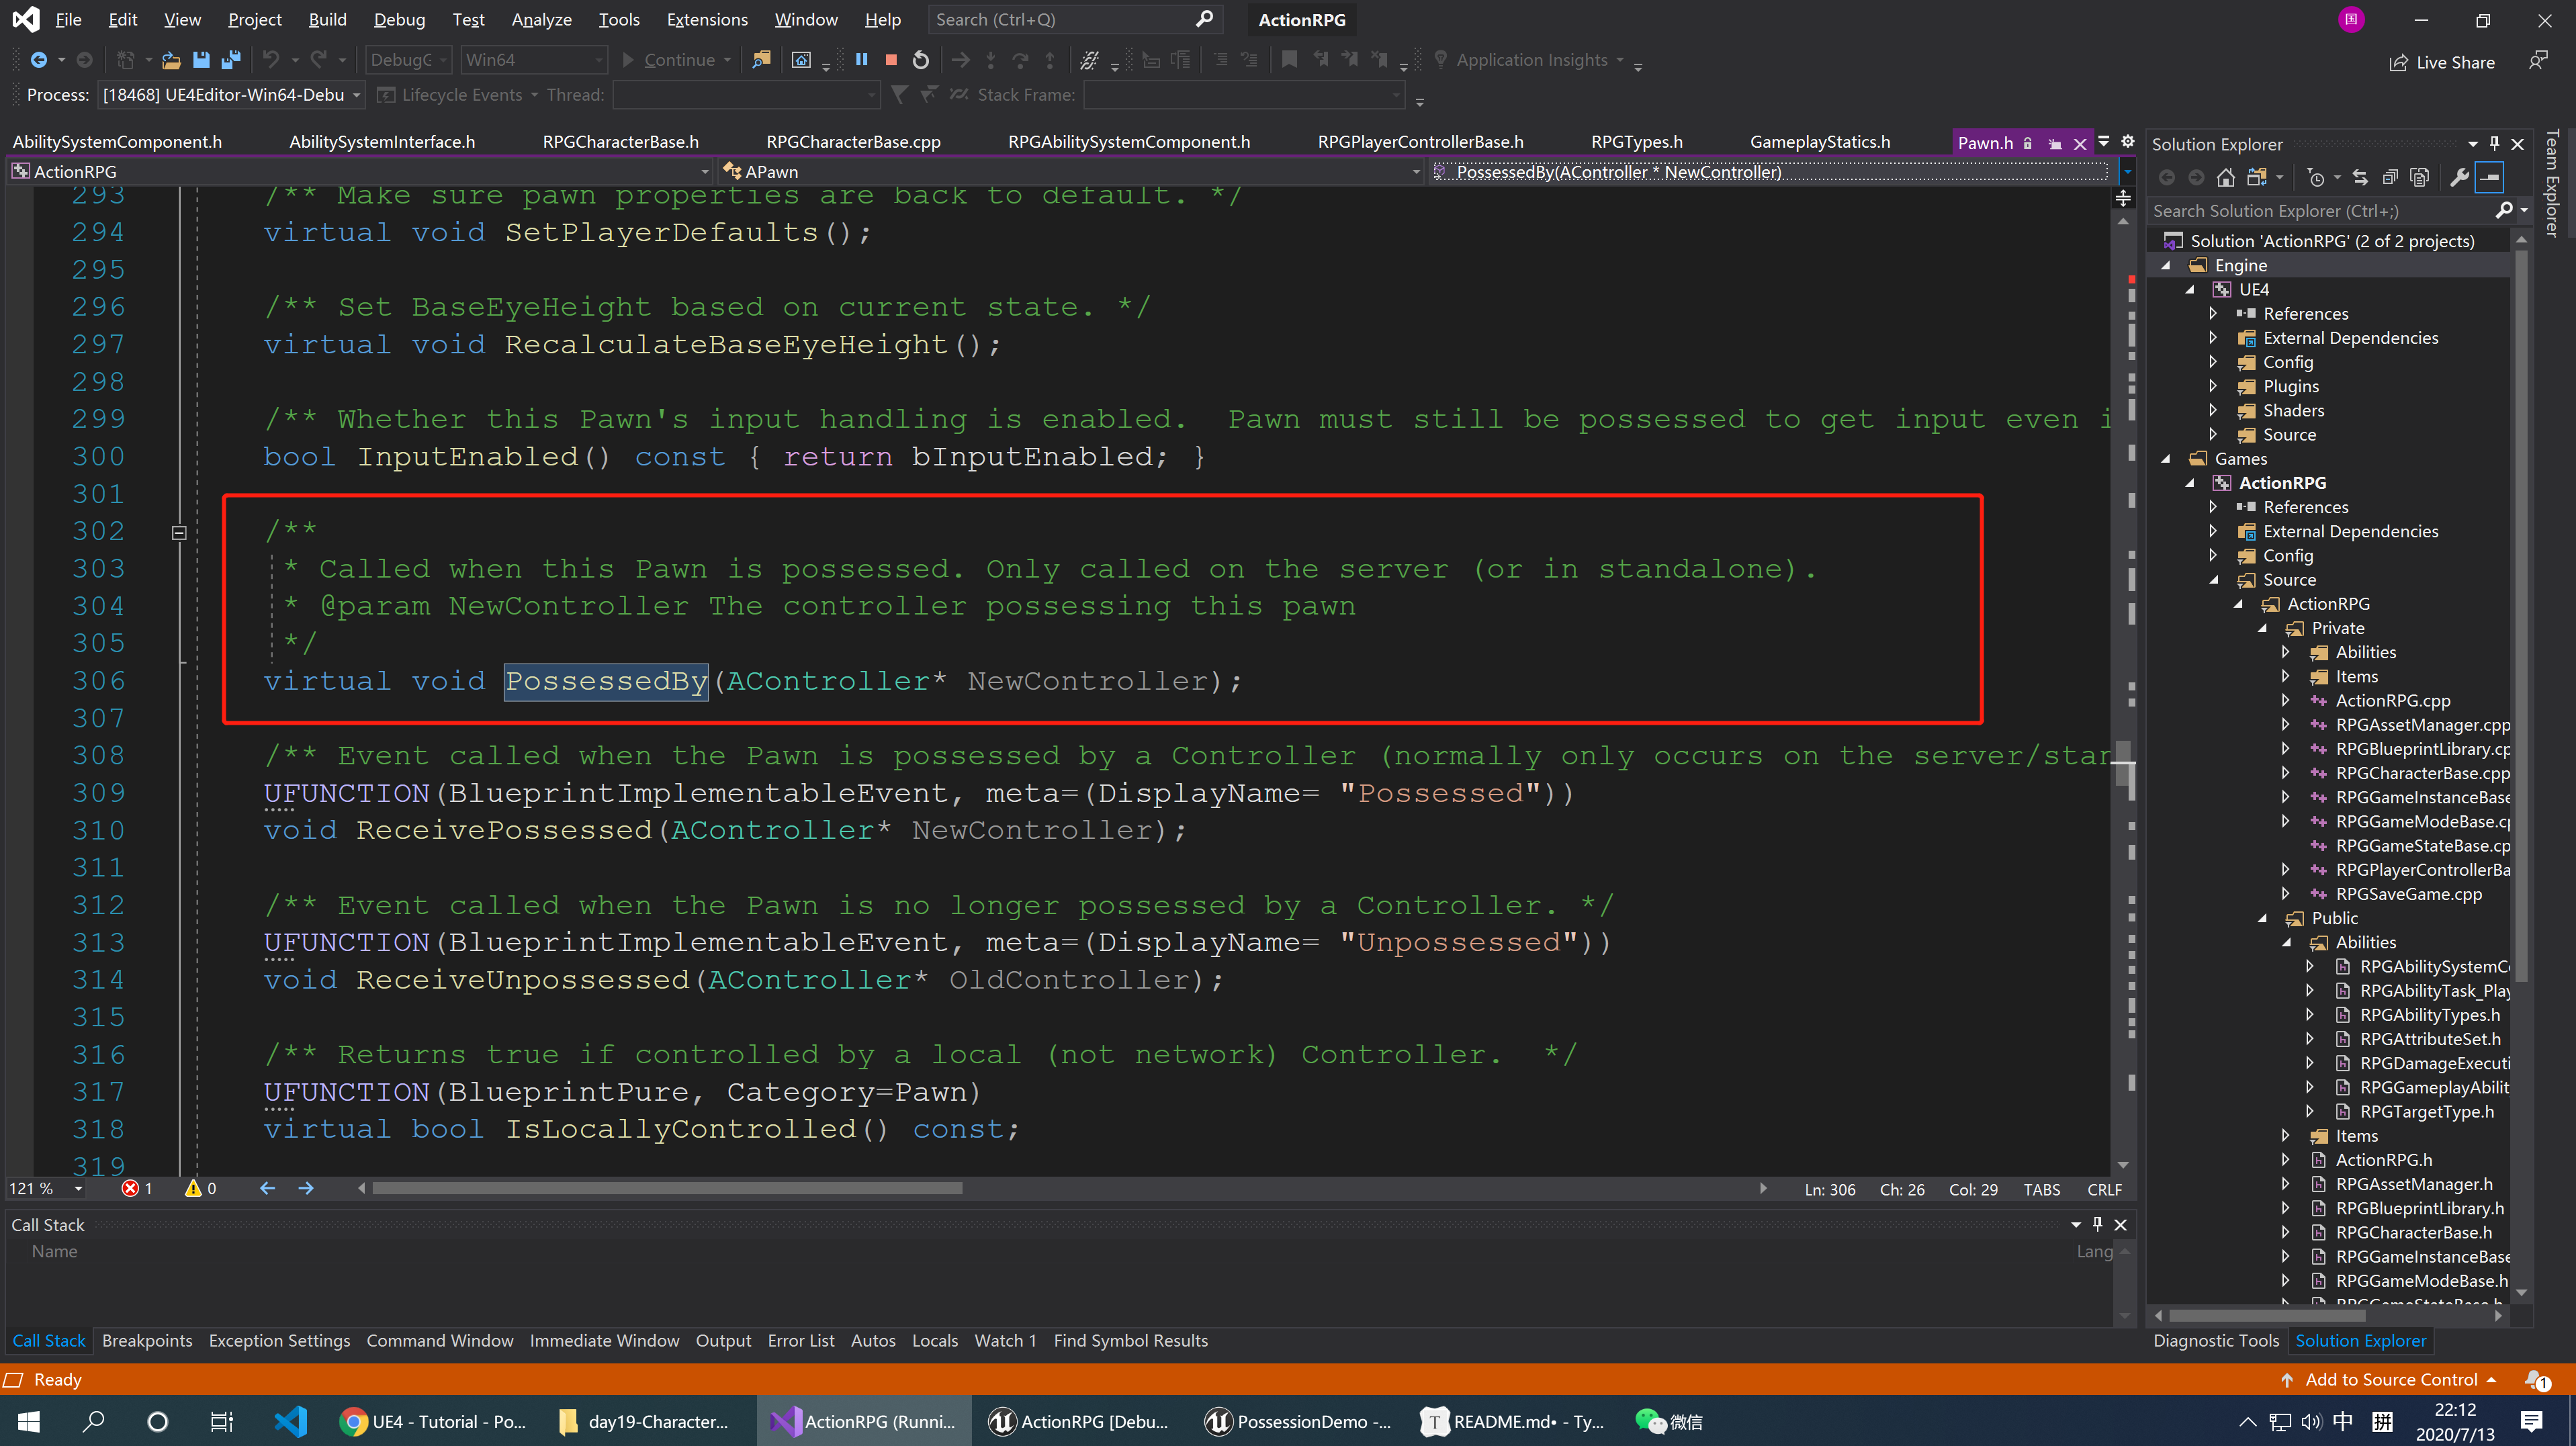 File Edit View Project Build Debug Test Analyze Tools Extensions Window Help Search (Ctrl+Q) ActionRPG 国
DebugG Win64 Continue Application Insights Live Share
Process: [18468] UE4Editor-Win64-Debu Lifecycle Events Thread: Stack Frame:
AbilitySystemComponent.h AbilitySystemInterface.h RPGCharacterBase.h RPGCharacterBase.cpp RPGAbilitySystemComponent.h RPGPlayerControllerBase.h RPGTypes.h GameplayStatics.h Pawn.h
ActionRPG APawn PossessedBy(AController * NewController)
293 /** Make sure pawn properties are back to default. */
294 virtual void SetPlayerDefaults();
295
296 /** Set BaseEyeHeight based on current state. */
297 virtual void RecalculateBaseEyeHeight();
298
299 /** Whether this Pawn's input handling is enabled.  Pawn must still be possessed to get input even i
300 bool InputEnabled() const { return bInputEnabled; }
301
302 /**
303 * Called when this Pawn is possessed. Only called on the server (or in standalone).
304 * @param NewController The controller possessing this pawn
305 */
306 virtual void PossessedBy(AController* NewController);
307
308 /** Event called when the Pawn is possessed by a Controller (normally only occurs on the server/stan
309 UFUNCTION(BlueprintImplementableEvent, meta=(DisplayName= "Possessed"))
310 void ReceivePossessed(AController* NewController);
311
312 /** Event called when the Pawn is no longer possessed by a Controller. */
313 UFUNCTION(BlueprintImplementableEvent, meta=(DisplayName= "Unpossessed"))
314 void ReceiveUnpossessed(AController* OldController);
315
316 /** Returns true if controlled by a local (not network) Controller.  */
317 UFUNCTION(BlueprintPure, Category=Pawn)
318 virtual bool IsLocallyControlled() const;
319
121 % 1 0 Ln: 306 Ch: 26 Col: 29 TABS CRLF
Call Stack
Name Lang
Call Stack Breakpoints Exception Settings Command Window Immediate Window Output Error List Autos Locals Watch 1 Find Symbol Results
Solution Explorer
Team Explorer
Search Solution Explorer (Ctrl+;)
Solution 'ActionRPG' (2 of 2 projects)
Engine
UE4
References
External Dependencies
Config
Plugins
Shaders
Source
Games
ActionRPG
References
External Dependencies
Config
Source
ActionRPG
Private
Abilities
Items
ActionRPG.cpp
RPGAssetManager.cpp
RPGBlueprintLibrary.cp
RPGCharacterBase.cpp
RPGGameInstanceBase
RPGGameModeBase.cp
RPGGameStateBase.cp
RPGPlayerControllerBa
RPGSaveGame.cpp
Public
Abilities
RPGAbilitySystemCo
RPGAbilityTask_Play
RPGAbilityTypes.h
RPGAttributeSet.h
RPGDamageExecuti
RPGGameplayAbilit
RPGTargetType.h
Items
ActionRPG.h
RPGAssetManager.h
RPGBlueprintLibrary.h
RPGCharacterBase.h
RPGGameInstanceBase
RPGGameModeBase.h
RPGGameStateBase.h
Diagnostic Tools Solution Explorer
Ready Add to Source Control 1
UE4 - Tutorial - Po... day19-Character... ActionRPG (Runni... ActionRPG [Debu... PossessionDemo -... README.md• - Ty... 微信 中 拼 22:12
2020/7/13